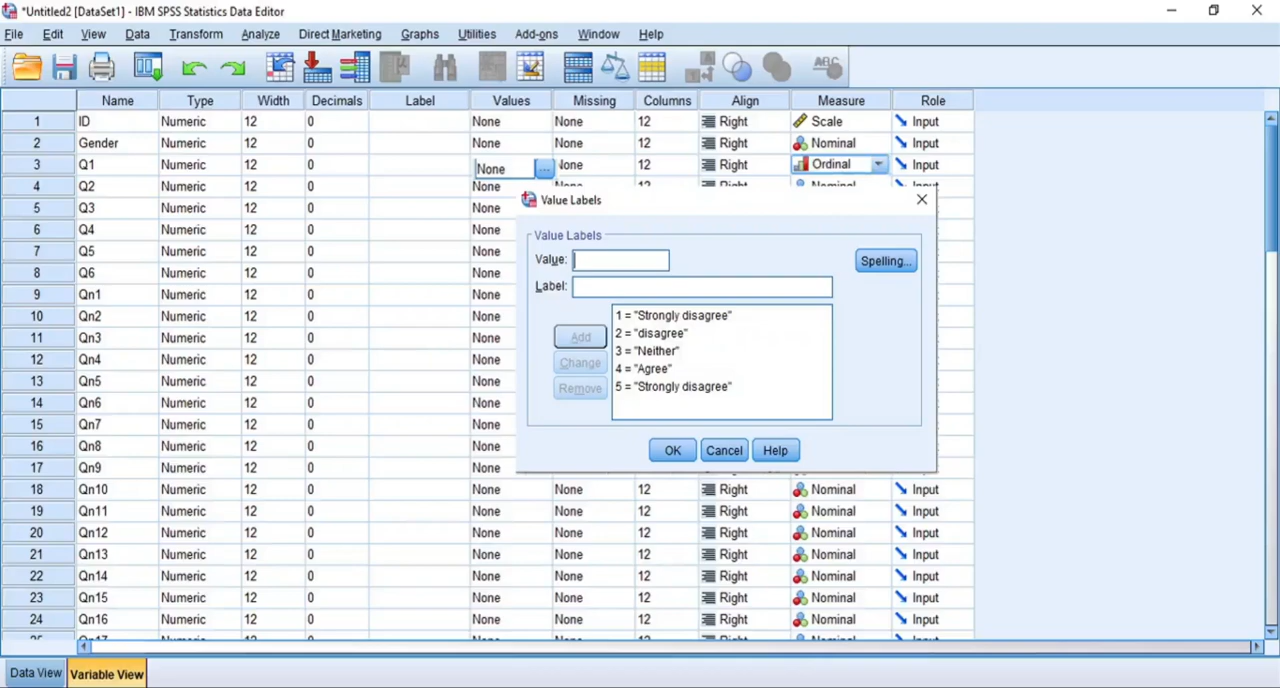 *Untitled2 [DataSet1] - IBM SPSS Statistics Data Editor
File Edit View Data Transform Analyze Direct Marketing Graphs Utilities Add-ons Window Help
ABC
Name Type Width Decimals Label Values Missing Columns Align Measure Role
1 ID Numeric 12 0 None None 12 Right Scale Input
2 Gender Numeric 12 0 None None 12 Right Nominal Input
3 Q1 Numeric 12 0 None ... None 12 Right Ordinal Input
4 Q2 Numeric 12 0 None None 12 Right Nominal Input
5 Q3 Numeric 12 0 None
6 Q4 Numeric 12 0 None
7 Q5 Numeric 12 0 None
8 Q6 Numeric 12 0 None
9 Qn1 Numeric 12 0 None
10 Qn2 Numeric 12 0 None
11 Qn3 Numeric 12 0 None
12 Qn4 Numeric 12 0 None
13 Qn5 Numeric 12 0 None
14 Qn6 Numeric 12 0 None
15 Qn7 Numeric 12 0 None
16 Qn8 Numeric 12 0 None
17 Qn9 Numeric 12 0 None
18 Qn10 Numeric 12 0 None None 12 Right Nominal Input
19 Qn11 Numeric 12 0 None None 12 Right Nominal Input
20 Qn12 Numeric 12 0 None None 12 Right Nominal Input
21 Qn13 Numeric 12 0 None None 12 Right Nominal Input
22 Qn14 Numeric 12 0 None None 12 Right Nominal Input
23 Qn15 Numeric 12 0 None None 12 Right Nominal Input
24 Qn16 Numeric 12 0 None None 12 Right Nominal Input
Value Labels
Value Labels
Value:
Spelling...
Label:
1 = "Strongly disagree"
2 = "disagree"
3 = "Neither"
4 = "Agree"
5 = "Strongly disagree"
Add
Change
Remove
OK Cancel Help
Data View Variable View